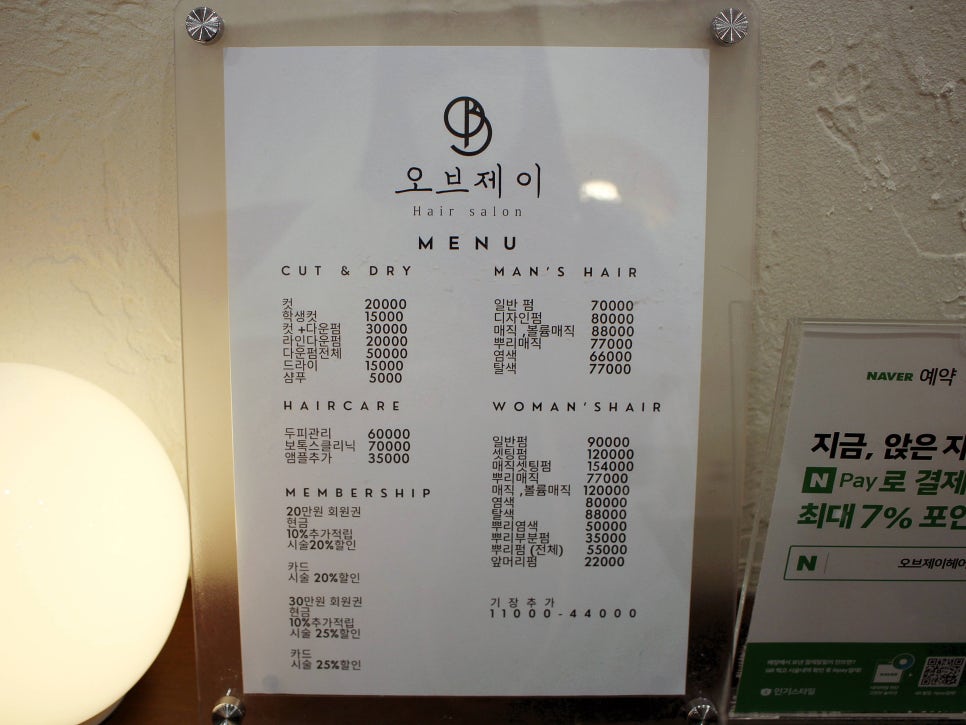 오브제이
Hair salon
MENU
CUT & DRY
컷 20000
학생컷 15000
컷 +다운펌 30000
라인다운펌 20000
다운펌전체 50000
드라이 15000
샴푸 5000
HAIRCARE
두피관리 60000
보톡스클리닉 70000
앰플추가 35000
MEMBERSHIP
20만원 회원권
현금
10%추가적립
시술20%할인
카드
시술 20%할인
30만원 회원권
현금
10%추가적립
시술 25%할인
카드
시술 25%할인
MAN'S HAIR
일반 펌 70000
디자인펌 80000
매직 ,볼륨매직 88000
뿌리매직 77000
염색 66000
탈색 77000
WOMAN'SHAIR
일반펌 90000
셋팅펌 120000
매직셋팅펌 154000
뿌리매직 77000
매직 ,볼륨매직 120000
염색 80000
탈색 88000
뿌리염색 50000
뿌리부분펌 35000
뿌리펌 (전체) 55000
앞머리펌 22000
기장추가
11000-44000
NAVER 예약
지금, 앉은 자
N Pay로 결제
최대 7% 포인
N 오브제이헤어
인기스타일